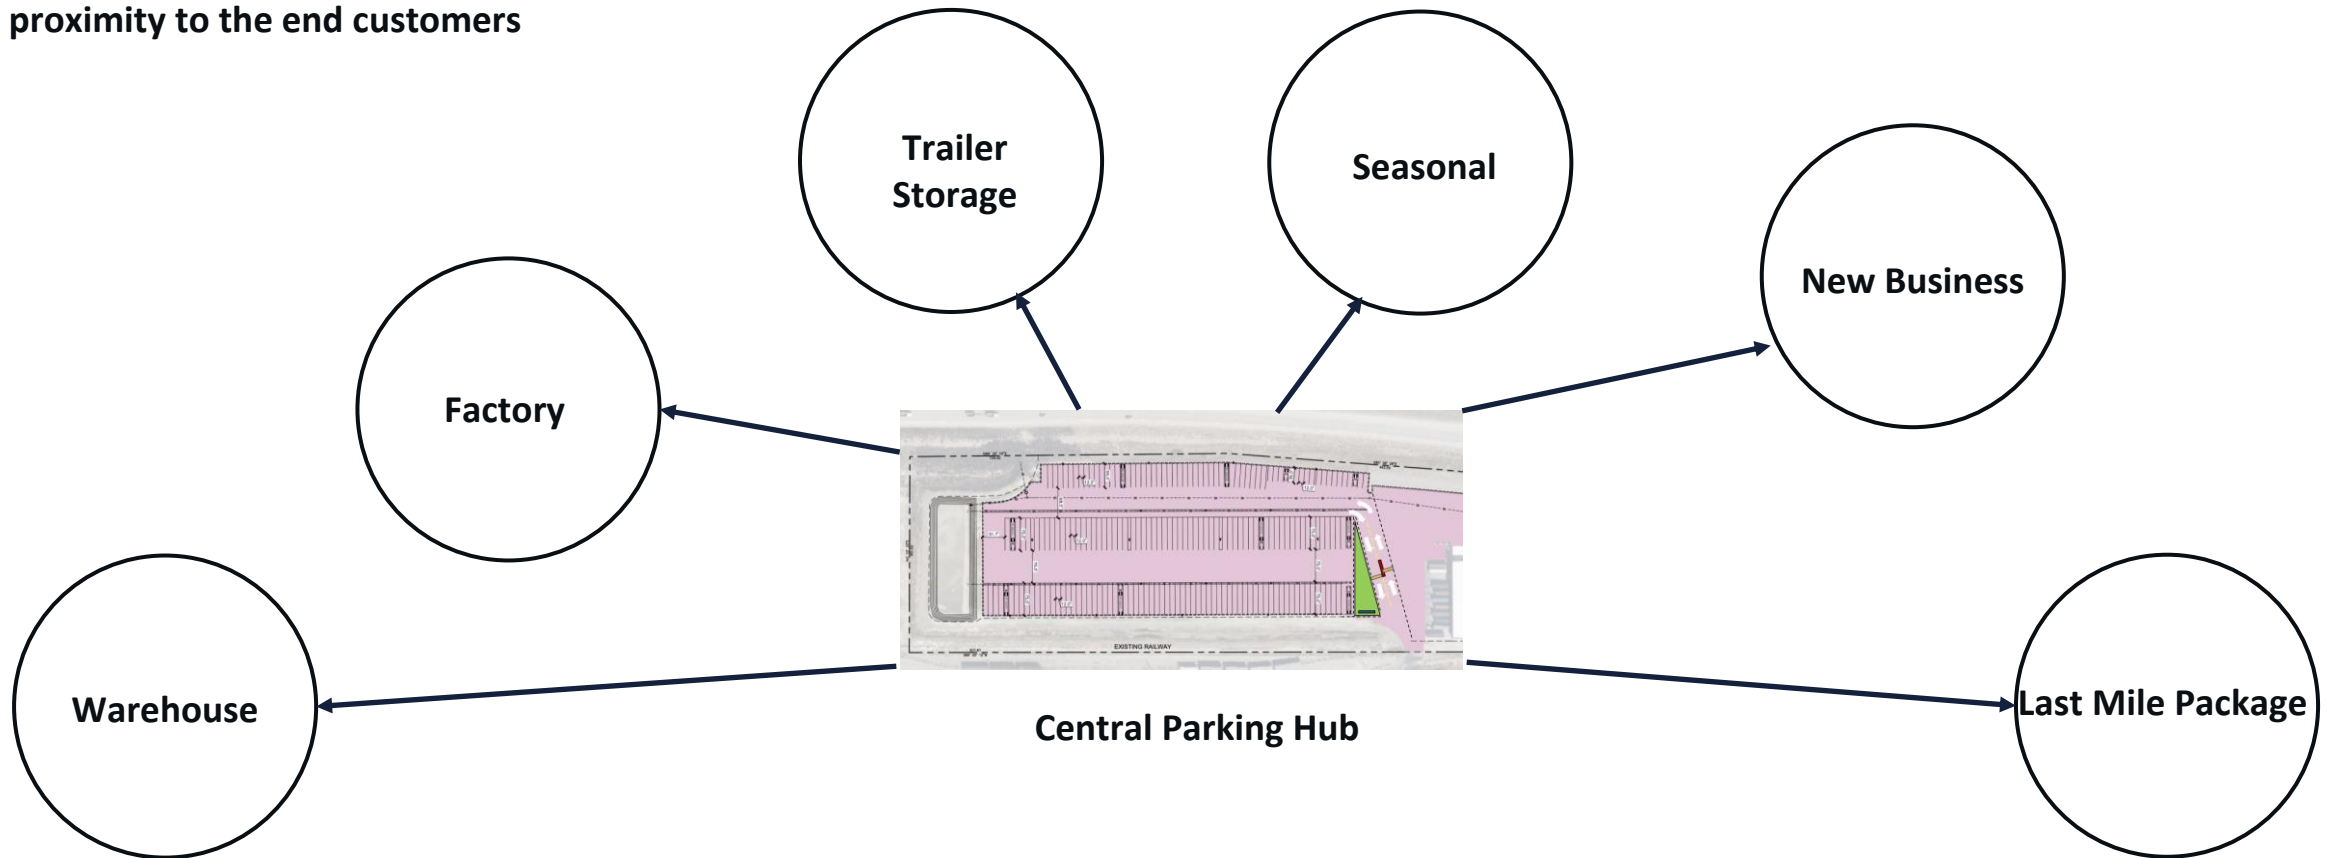 proximity to the end customers
Trailer
Storage
Seasonal
New Business
Factory
EXISTING RAILWAY
Warehouse
Last Mile Package
Central Parking Hub